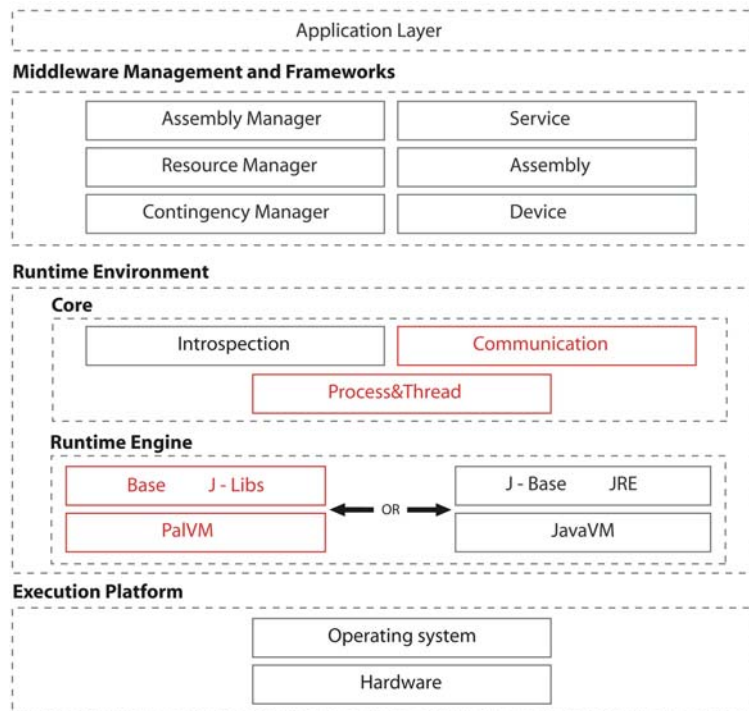 Application Layer
Middleware Management and Frameworks
Assembly Manager
Service
Resource Manager
Assembly
Contingency Manager
Device
Runtime Environment
Core
Introspection
Communication
Process&Thread
Runtime Engine
Base J - Libs
J - Base JRE
OR
PalVM
JavaVM
Execution Platform
Operating system
Hardware